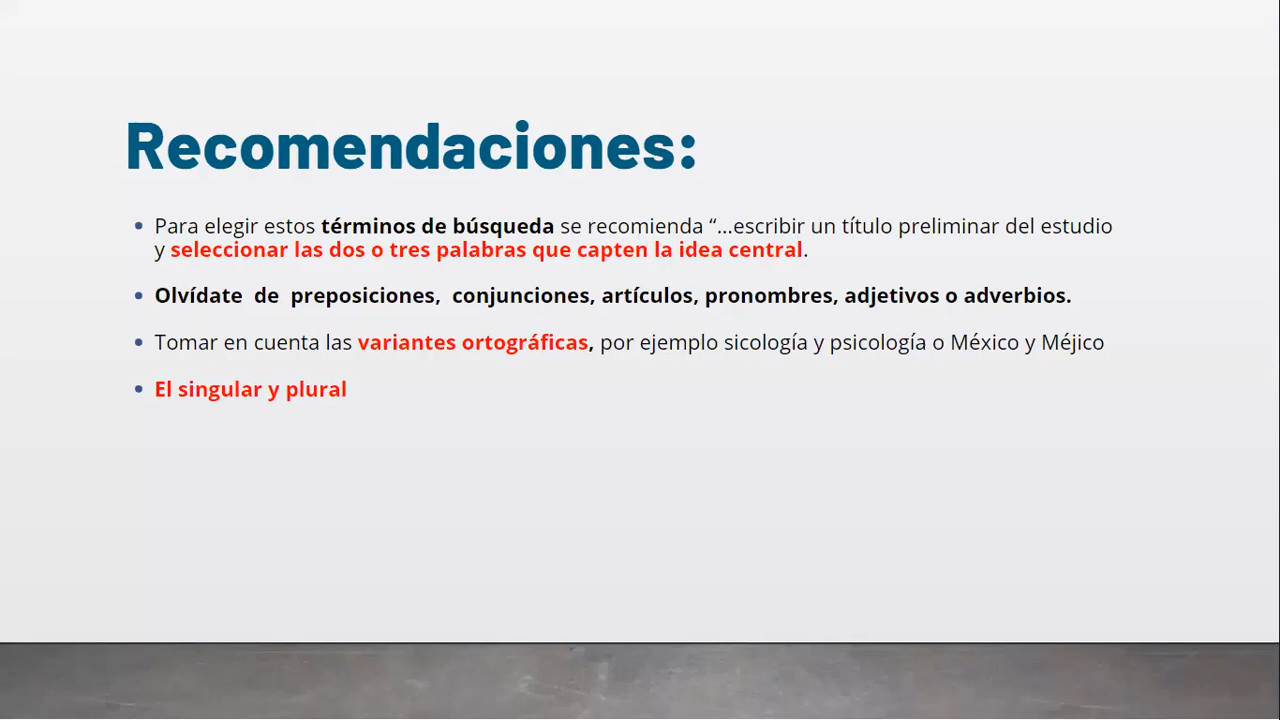 Recomendaciones:
• Para elegir estos términos de búsqueda se recomienda “...escribir un título preliminar del estudio
y seleccionar las dos o tres palabras que capten la idea central.
• Olvídate de preposiciones, conjunciones, artículos, pronombres, adjetivos o adverbios.
• Tomar en cuenta las variantes ortográficas, por ejemplo sicología y psicología o México y Méjico
• El singular y plural